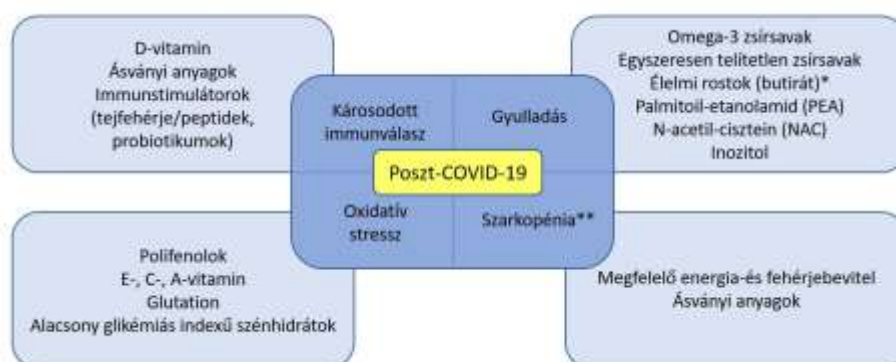 D-vitamin
Ásványi anyagok
Immunstimulátorok
(tejfehérje/peptidek,
probiotikumok)
Omega-3 zsírsavak
Egyszeresen telítetlen zsírsavak
Élelmi rostok (butirát)*
Palmitoil-etanolamid (PEA)
N-acetil-cisztein (NAC)
Inozitol
Károsodott
immunválasz
Gyulladás
Poszt-COVID-19
Oxidatív
stressz
Szarkopénia**
Polifenolok
E-, C-, A-vitamin
Glutation
Alacsony glikémiás indexű szénhidrátok
Megfelelő energia-és fehérjebevitel
Ásványi anyagok